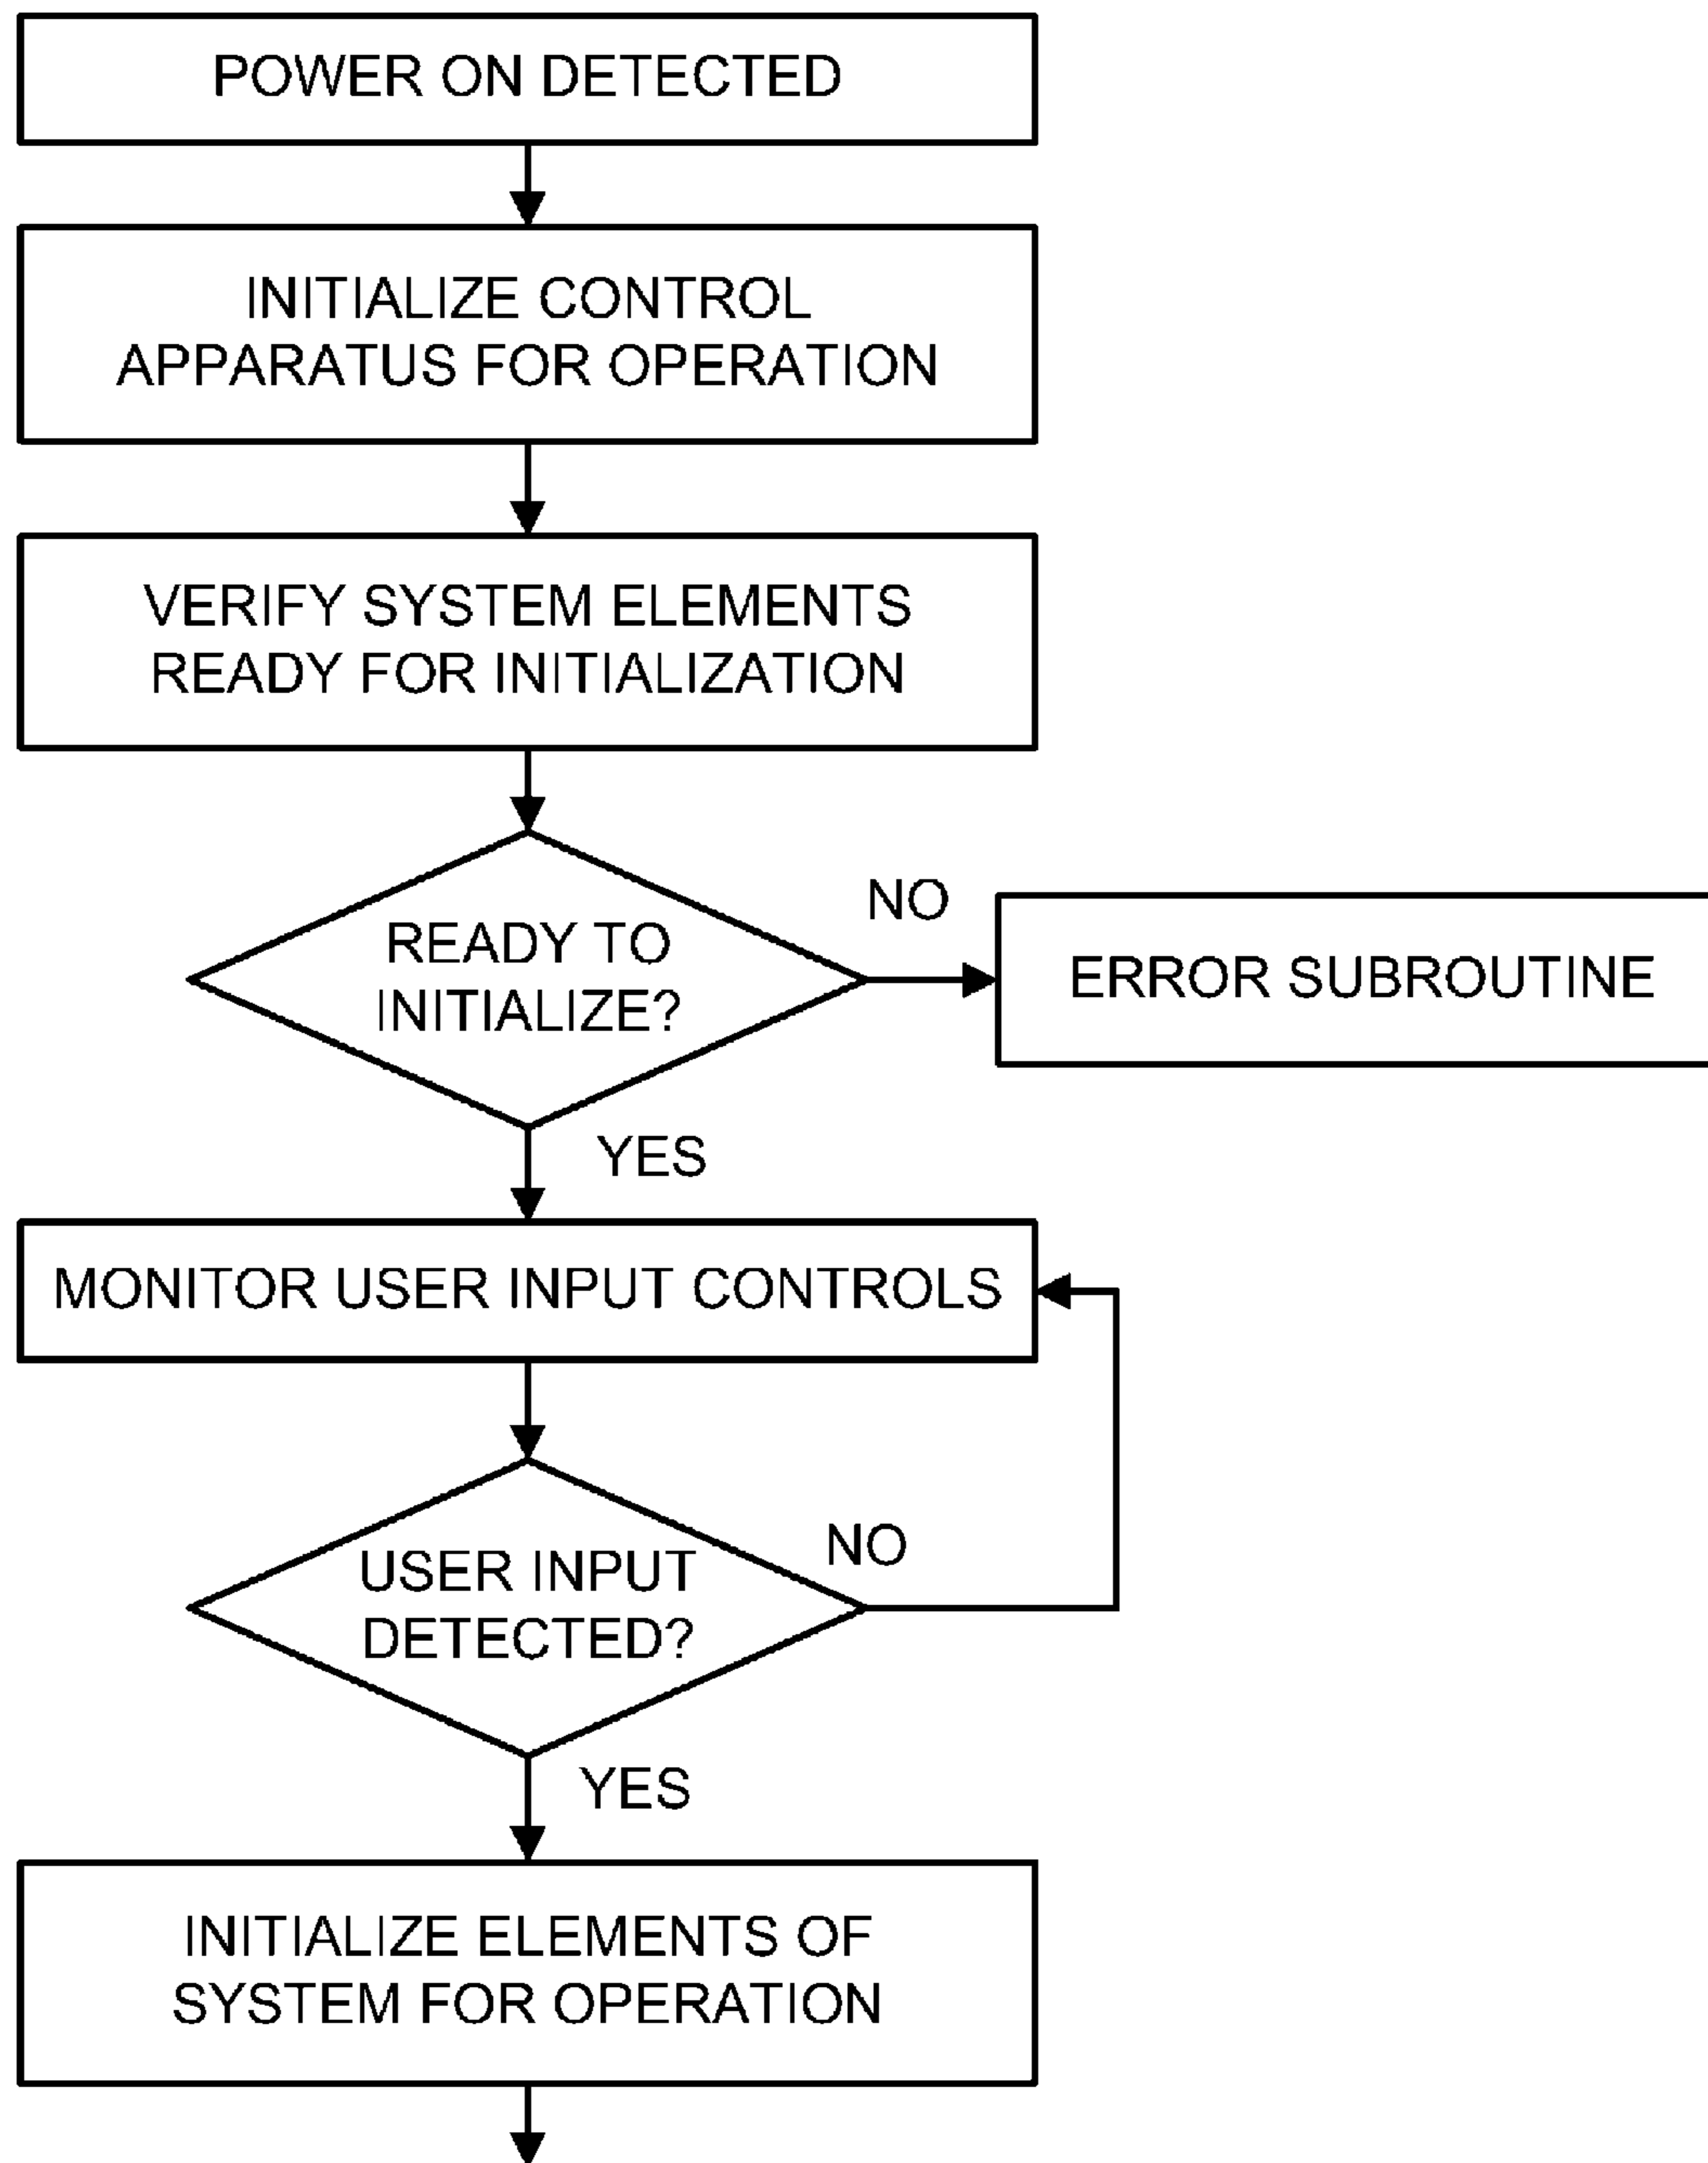 POWER ON DETECTED
INITIALIZE CONTROL
APPARATUS FOR OPERATION
VERIFY SYSTEM ELEMENTS
READY FOR INITIALIZATION
READY TO
INITIALIZE?
NO
ERROR SUBROUTINE
YES
MONITOR USER INPUT CONTROLS
USER INPUT
DETECTED?
NO
YES
INITIALIZE ELEMENTS OF
SYSTEM FOR OPERATION